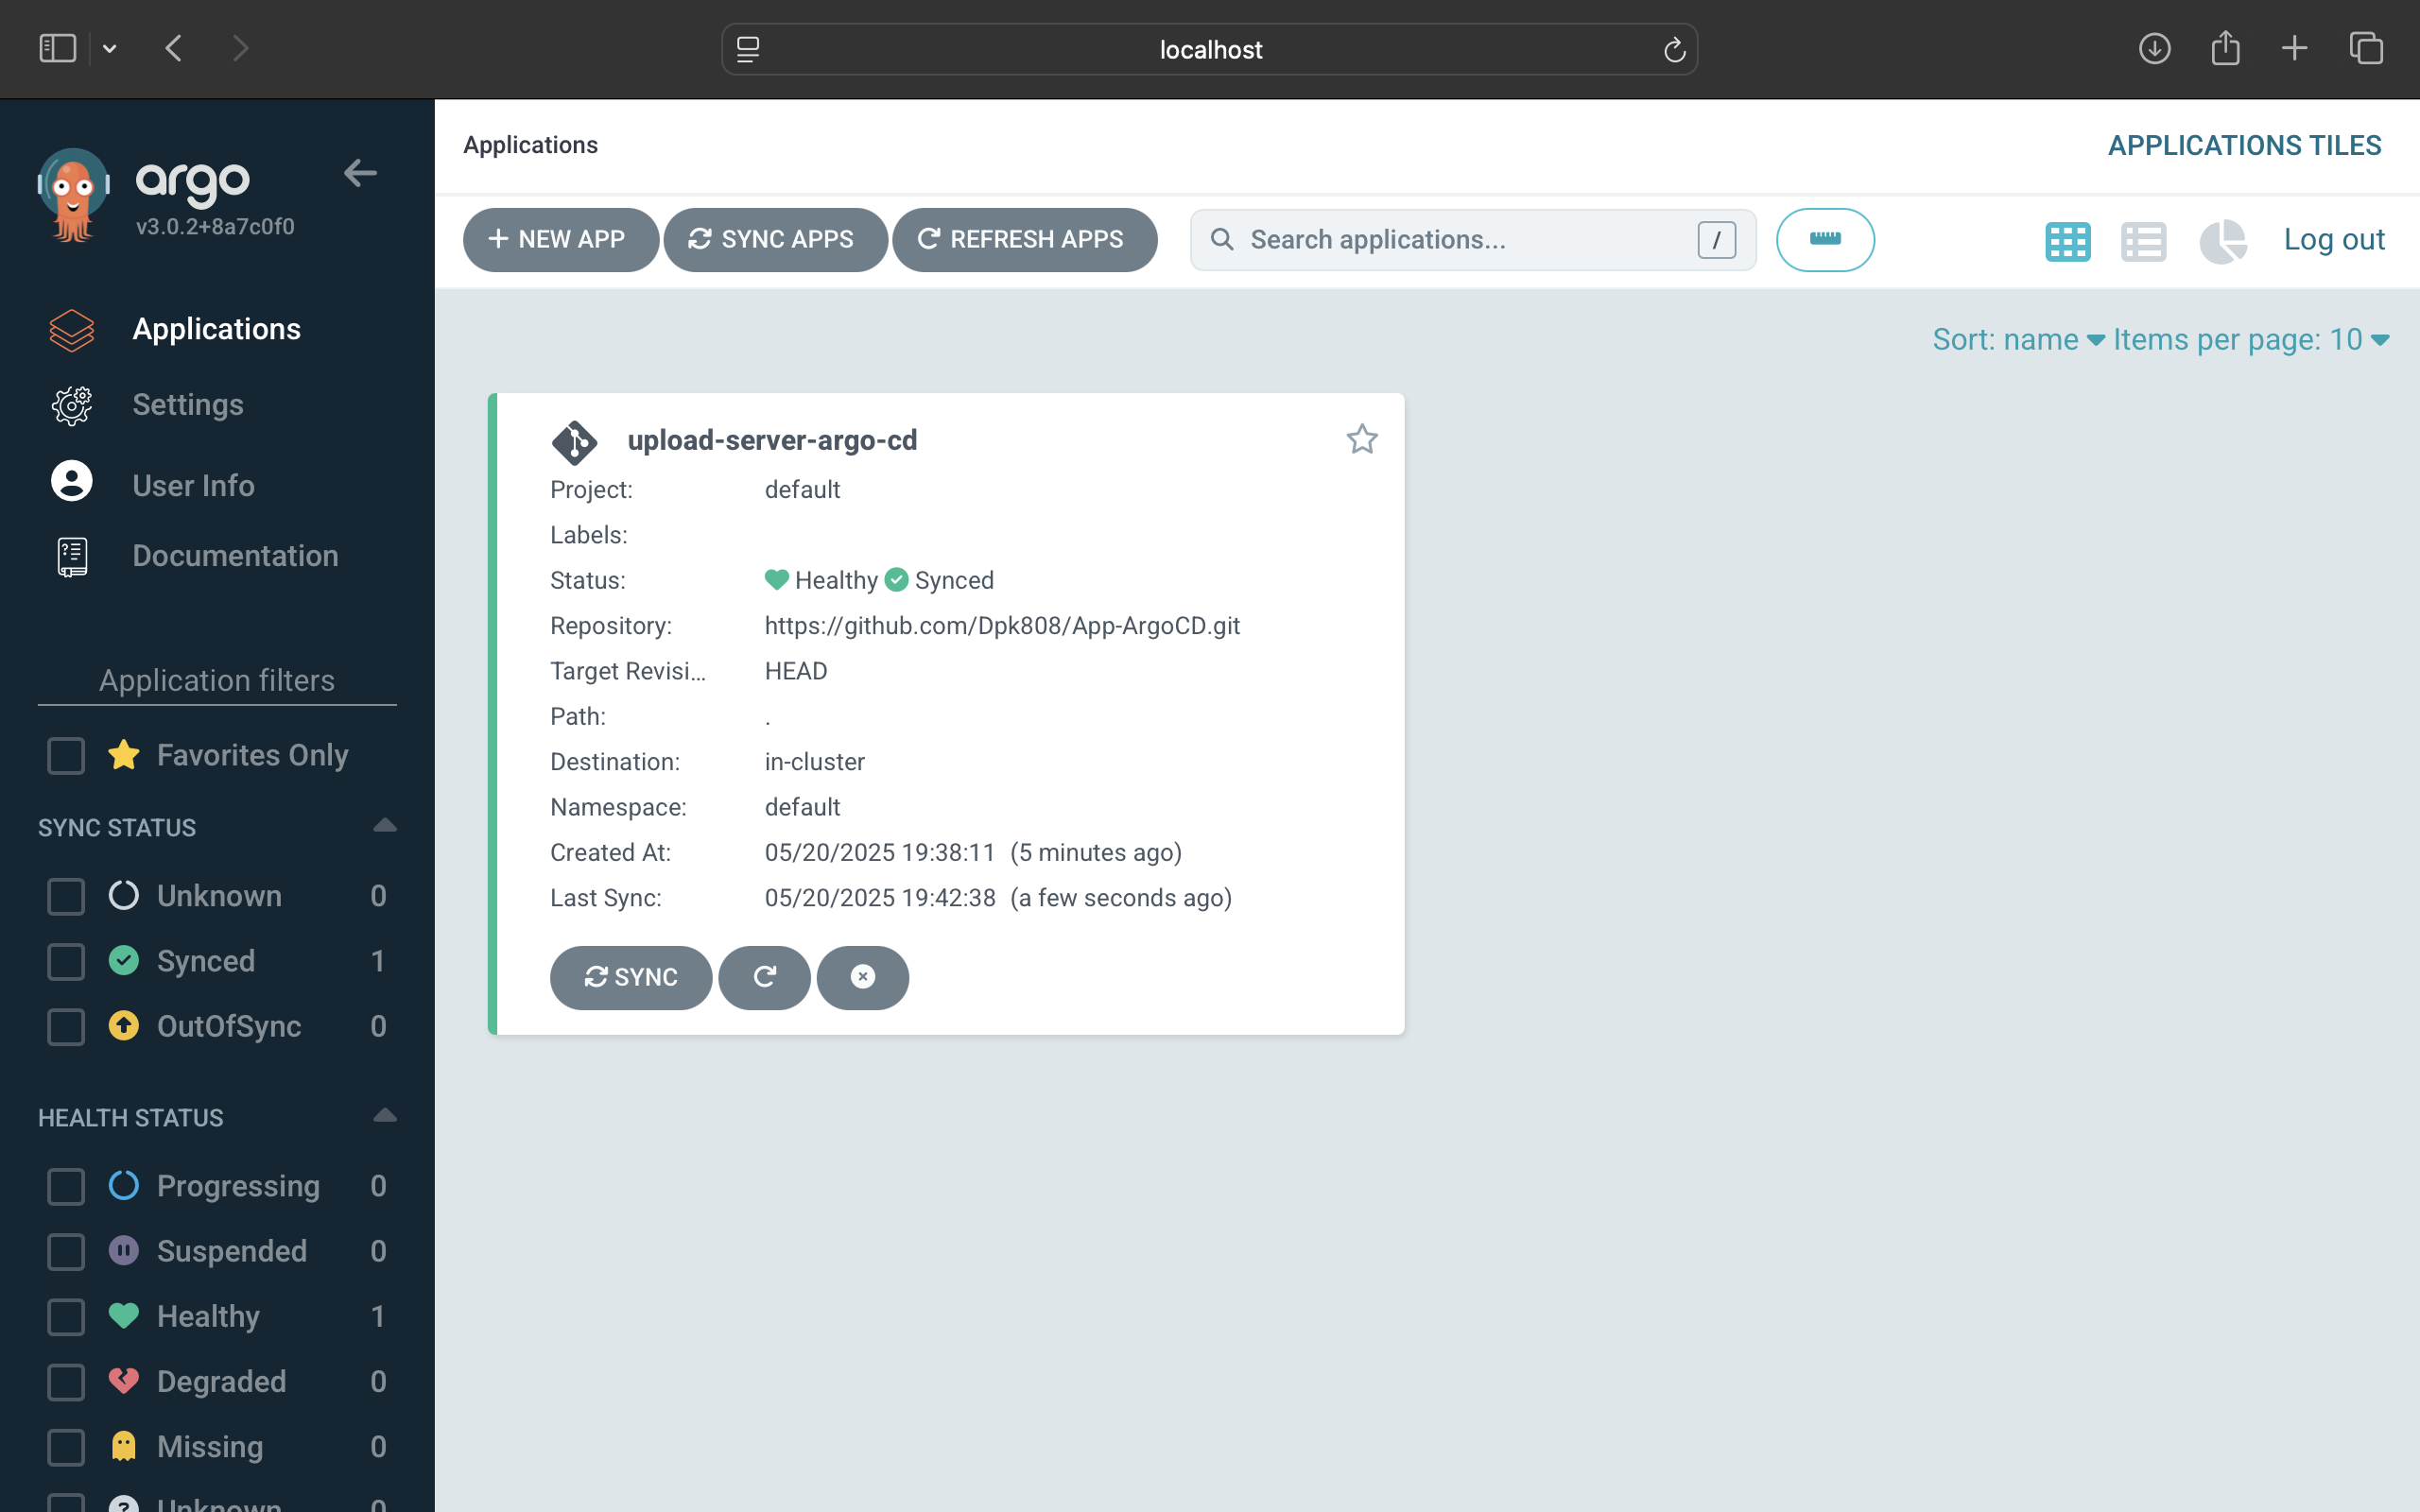 localhost
argo
v3.0.2+8a7c0f0
Applications
Settings
User Info
Documentation
Application filters
Favorites Only
SYNC STATUS
Unknown 0
Synced 1
OutOfSync 0
HEALTH STATUS
Progressing 0
Suspended 0
Healthy 1
Degraded 0
Missing 0
Unknown 0
Applications
APPLICATIONS TILES
NEW APP SYNC APPS REFRESH APPS Search applications... / Log out
Sort: name Items per page: 10
upload-server-argo-cd
Project: default
Labels:
Status: Healthy Synced
Repository: https://github.com/Dpk808/App-ArgoCD.git
Target Revisi... HEAD
Path: .
Destination: in-cluster
Namespace: default
Created At: 05/20/2025 19:38:11 (5 minutes ago)
Last Sync: 05/20/2025 19:42:38 (a few seconds ago)
SYNC